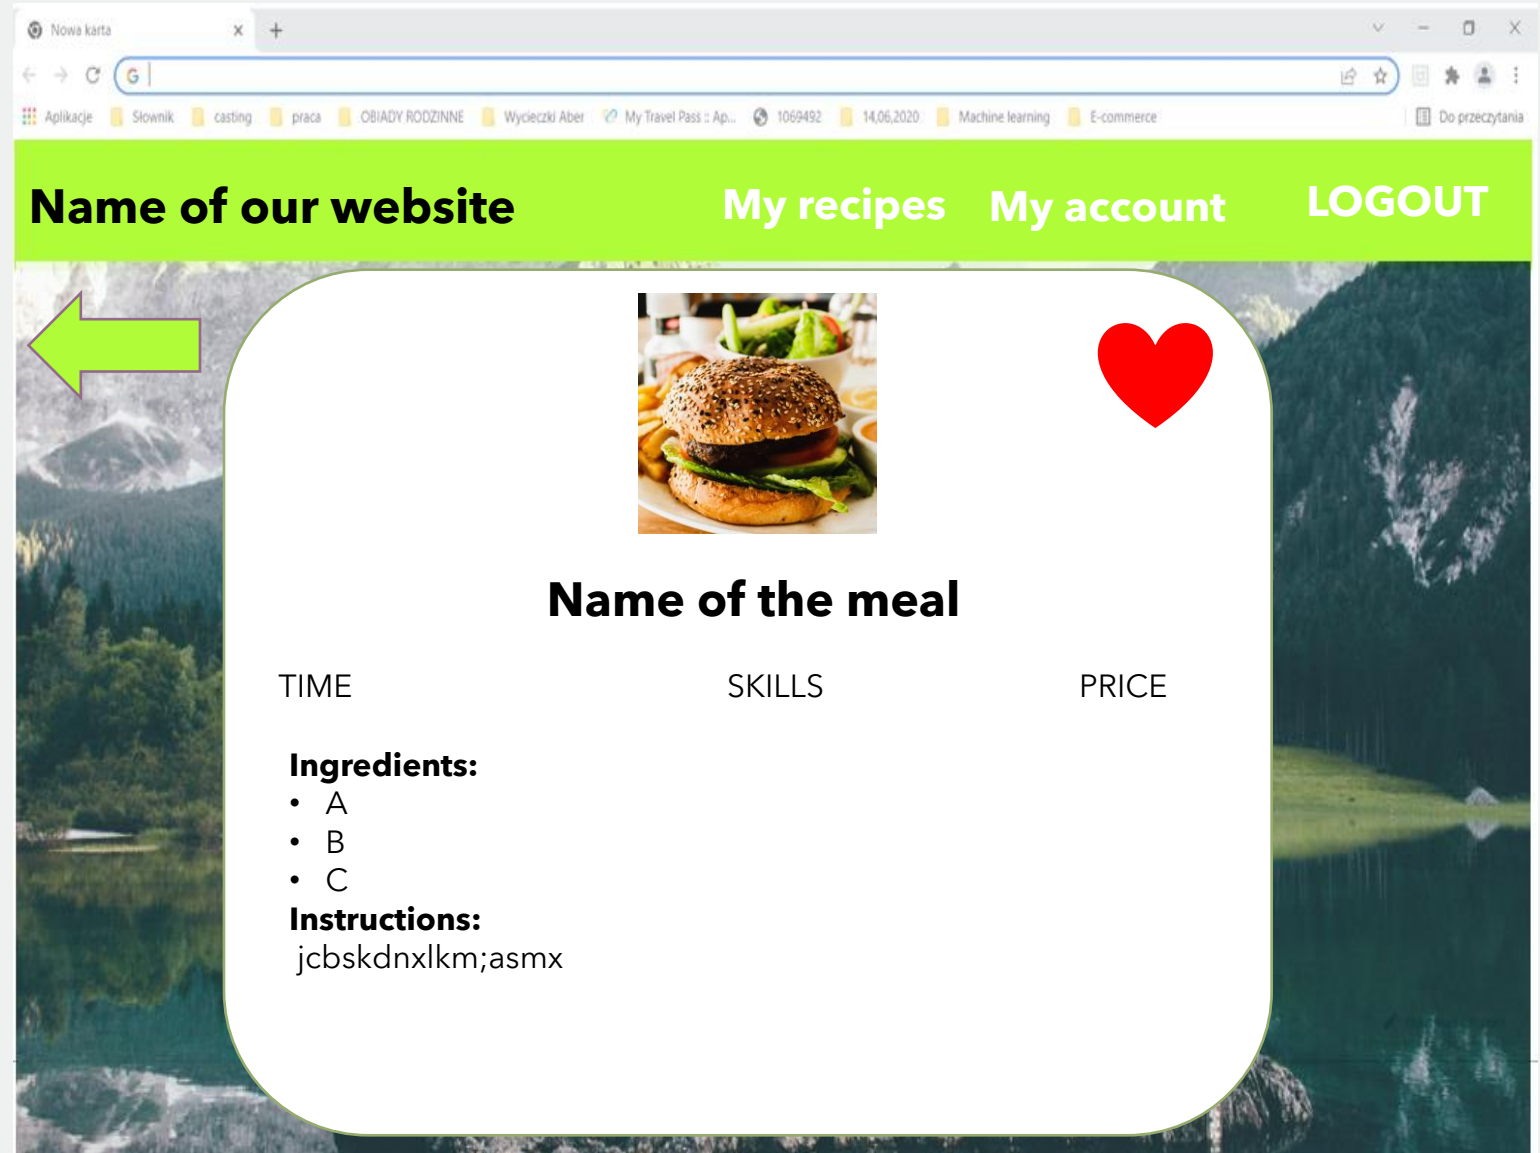 Nowa karta
G
Aplikacje Słownik casting praca OBIADY RODZINNE Wycieczki Aber My Travel Pass :: Ap... 1069492 14,06,2020 Machine learning E-commerce Do przeczytania
Name of our website My recipes My account LOGOUT
Name of the meal
TIME SKILLS PRICE
Ingredients:
• A
• B
• C
Instructions:
jcbskdnxlkm;asmx